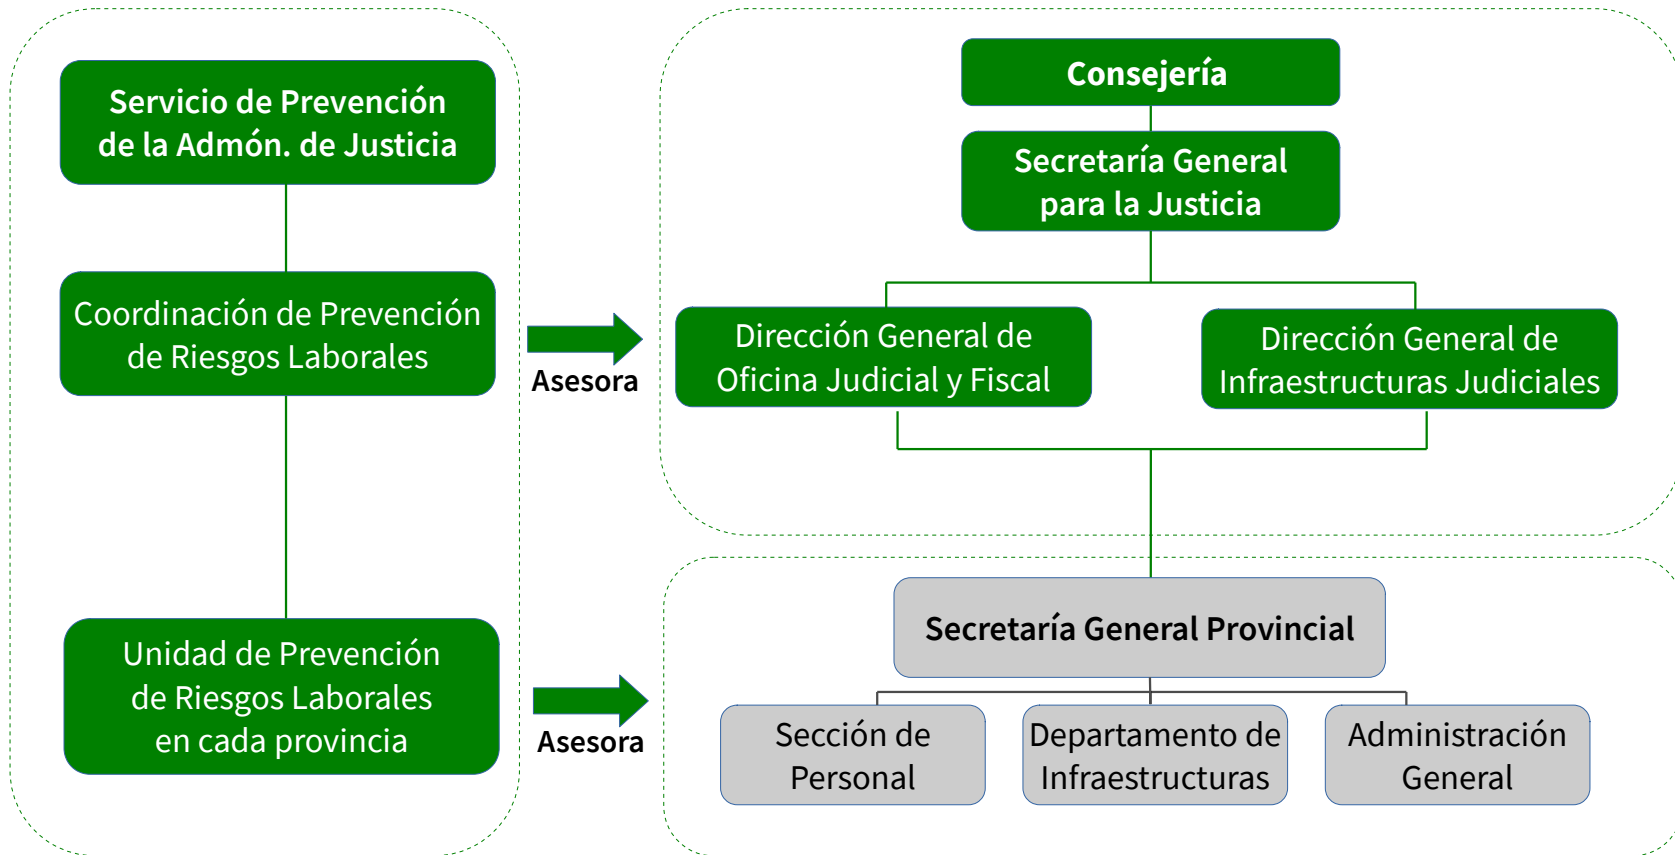 Servicio de Prevención
de la Admón. de Justicia
Coordinación de Prevención
de Riesgos Laborales
Unidad de Prevención
de Riesgos Laborales
en cada provincia
Asesora
Asesora
Consejería
Secretaría General
para la Justicia
Dirección General de
Oficina Judicial y Fiscal
Dirección General de
Infraestructuras Judiciales
Secretaría General Provincial
Sección de
Personal
Departamento de
Infraestructuras
Administración
General